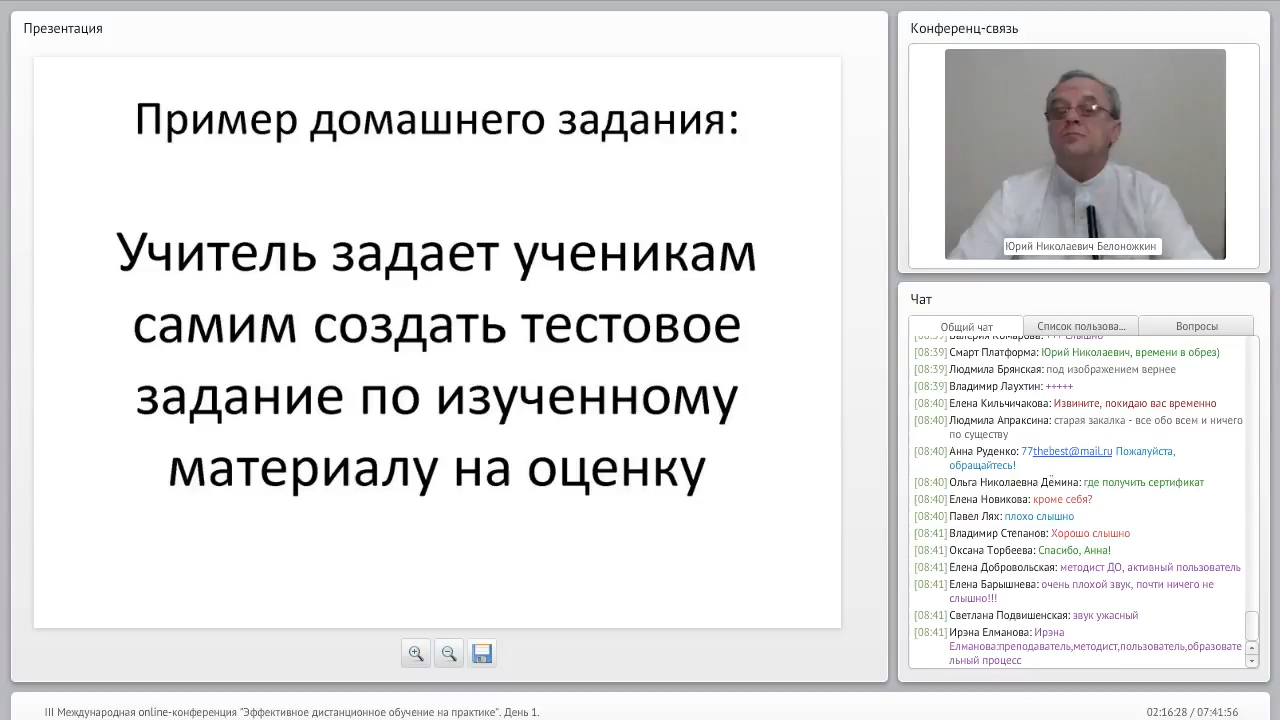 Презентация
Пример домашнего задания:
Учитель задает ученикам
самим создать тестовое
задание по изученному
материалу на оценку
Конференц-связь
Юрий Николаевич Белоножкин
Чат
Общий чат
Список пользова...
Вопросы
[08:39] Валерия Комарова: +++ слышно
[08:39] Смарт Платформа: Юрий Николаевич, времени в обрез)
[08:39] Людмила Брянская: под изображением вернее
[08:39] Владимир Лаухтин: +++++
[08:40] Елена Кильчичакова: Извините, покидаю вас временно
[08:40] Людмила Апраксина: старая закалка - все обо всем и ничего
по существу
[08:40] Анна Руденко: 77thebest@mail.ru Пожалуйста,
обращайтесь!
[08:40] Ольга Николаевна Дёмина: где получить сертификат
[08:40] Елена Новикова: кроме себя?
[08:40] Павел Лях: плохо слышно
[08:41] Владимир Степанов: Хорошо слышно
[08:41] Оксана Торбеева: Спасибо, Анна!
[08:41] Елена Добровольская: методист ДО, активный пользователь
[08:41] Елена Барышнева: очень плохой звук, почти ничего не
слышно!!!
[08:41] Светлана Подвишенская: звук ужасный
[08:41] Ирэна Елманова: Ирэна
Елманова:преподаватель,методист,пользователь,образовате
льный процесс
III Международная online-конференция "Эффективное дистанционное обучение на практике". День 1.
02:16:28 / 07:41:56